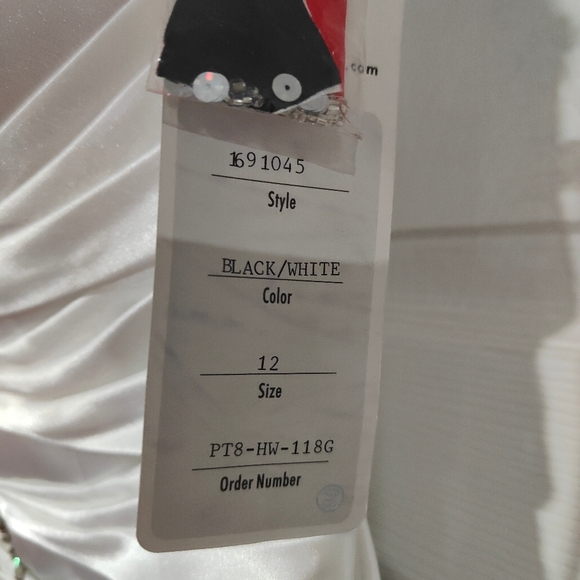 .com
1691045
Style
BLACK/WHITE
Color
12
Size
PT8-HW-118G
Order Number